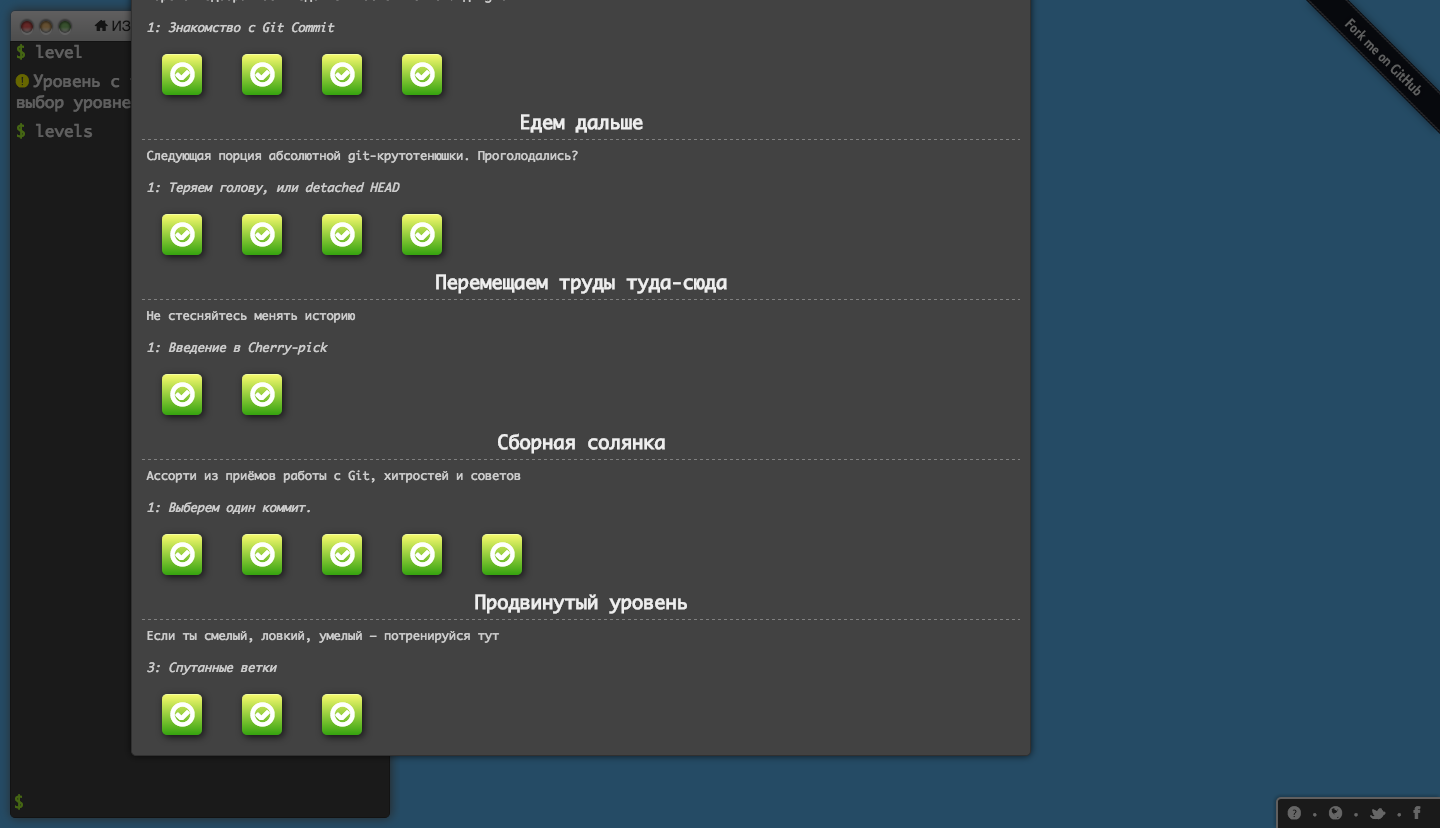 ИЗ
$ level
Уровень с
выбор уровне
$ levels
$
1: Знакомство с Git Commit
Едем дальше
Следующая порция абсолютной git-крутотенюшки. Проголодались?
1: Теряем голову, или detached HEAD
Перемещаем труды туда-сюда
Не стесняйтесь менять историю
1: Введение в Cherry-pick
Сборная солянка
Ассорти из приёмов работы с Git, хитростей и советов
1: Выберем один коммит.
Продвинутый уровень
Если ты смелый, ловкий, умелый — потренируйся тут
3: Спутанные ветки
Fork me on GitHub